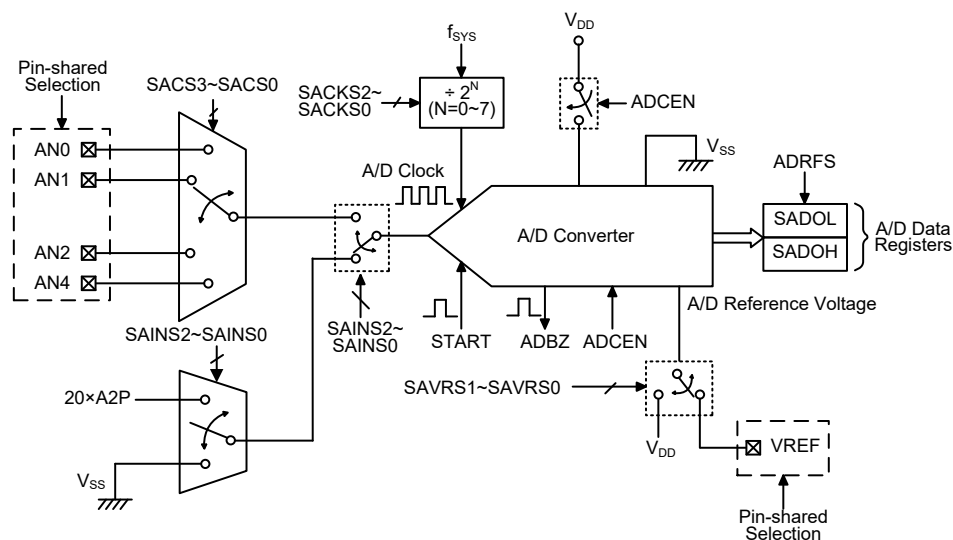 Pin-shared
Selection
AN0
AN1
AN2
AN4
SACS3~SACS0
fSYS
SACKS2~
SACKS0
÷ 2^N
(N=0~7)
A/D Clock
VDD
ADCEN
VSS
ADRFS
A/D Converter
SADOL
SADOH
A/D Data
Registers
SAINS2~SAINS0
SAINS2~
SAINS0
START
ADBZ
ADCEN
A/D Reference Voltage
20×A2P
VSS
SAVRS1~SAVRS0
VDD
VREF
Pin-shared
Selection